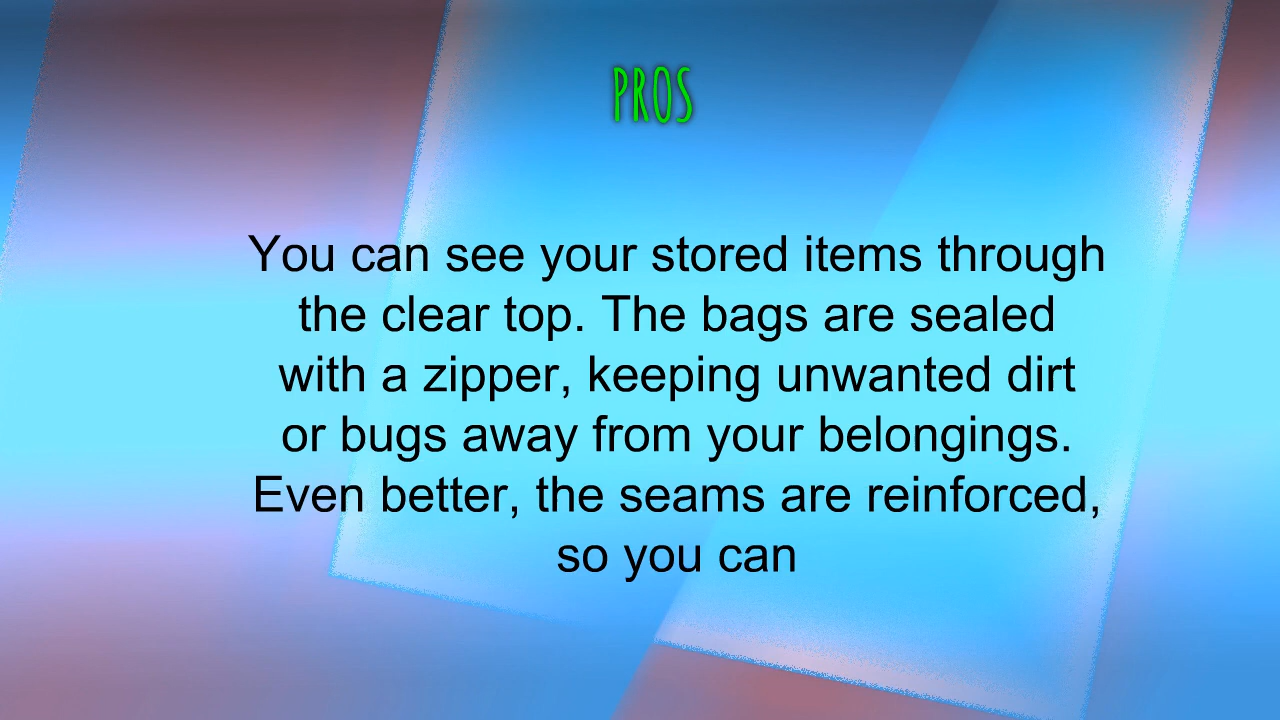 PROS
You can see your stored items through
the clear top. The bags are sealed
with a zipper, keeping unwanted dirt
or bugs away from your belongings.
Even better, the seams are reinforced,
so you can